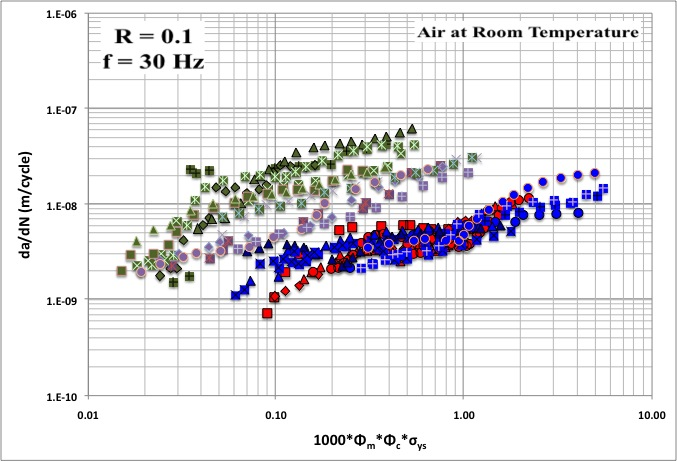 1.E-06
R = 0.1
f = 30 Hz
Air at Room Temperature
1.E-07
da/dN (m/cycle)
1.E-08
1.E-09
1.E-10
0.01 0.10 1.00 10.00
1000*Φm*Φc*σys